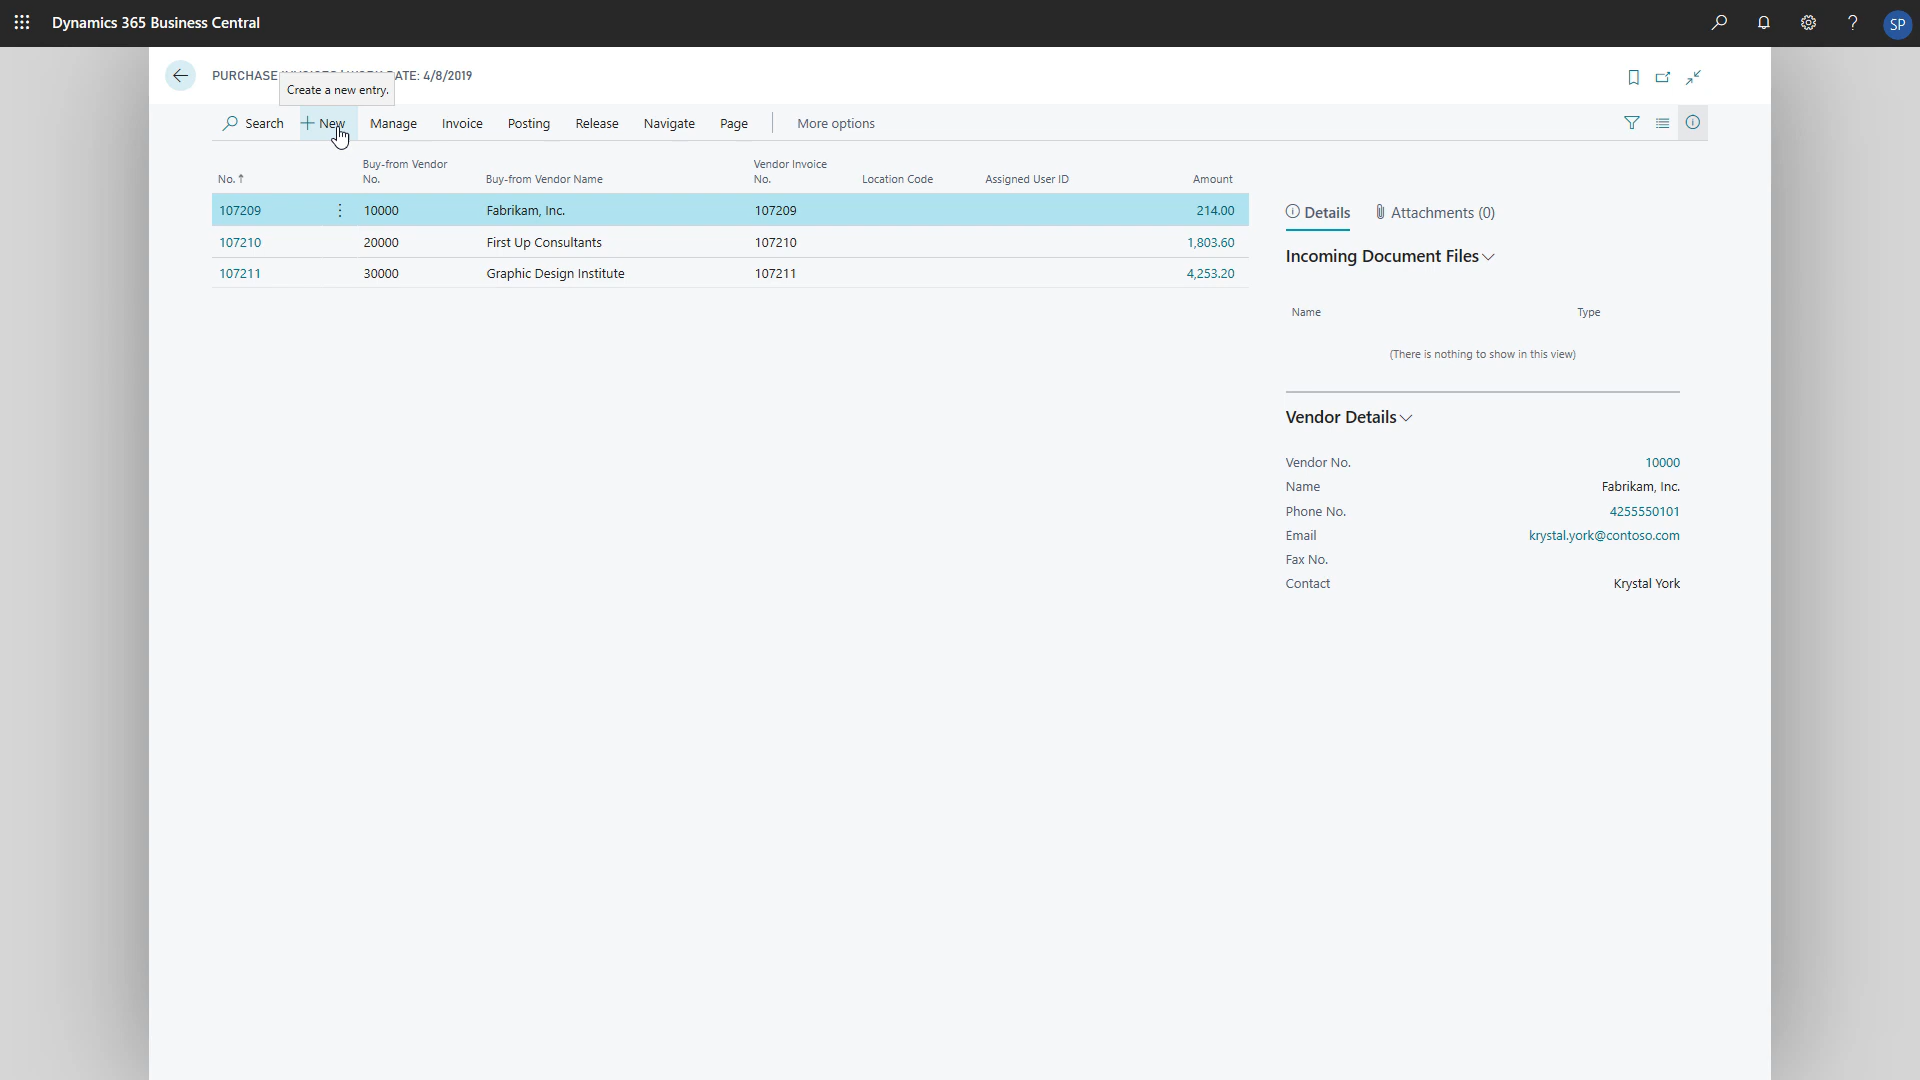 Dynamics 365 Business Central
SP
PURCHASE
ATE: 4/8/2019
Create a new entry.
Search
New
Manage
Invoice
Posting
Release
Navigate
Page
More options
No. ↑
Buy-from Vendor
No.
Buy-from Vendor Name
Vendor Invoice
No.
Location Code
Assigned User ID
Amount
107209 10000 Fabrikam, Inc. 107209 214.00
107210 20000 First Up Consultants 107210 1,803.60
107211 30000 Graphic Design Institute 107211 4,253.20
Details
Attachments (0)
Incoming Document Files
Name Type
(There is nothing to show in this view)
Vendor Details
Vendor No. 10000
Name Fabrikam, Inc.
Phone No. 4255550101
Email krystal.york@contoso.com
Fax No.
Contact Krystal York